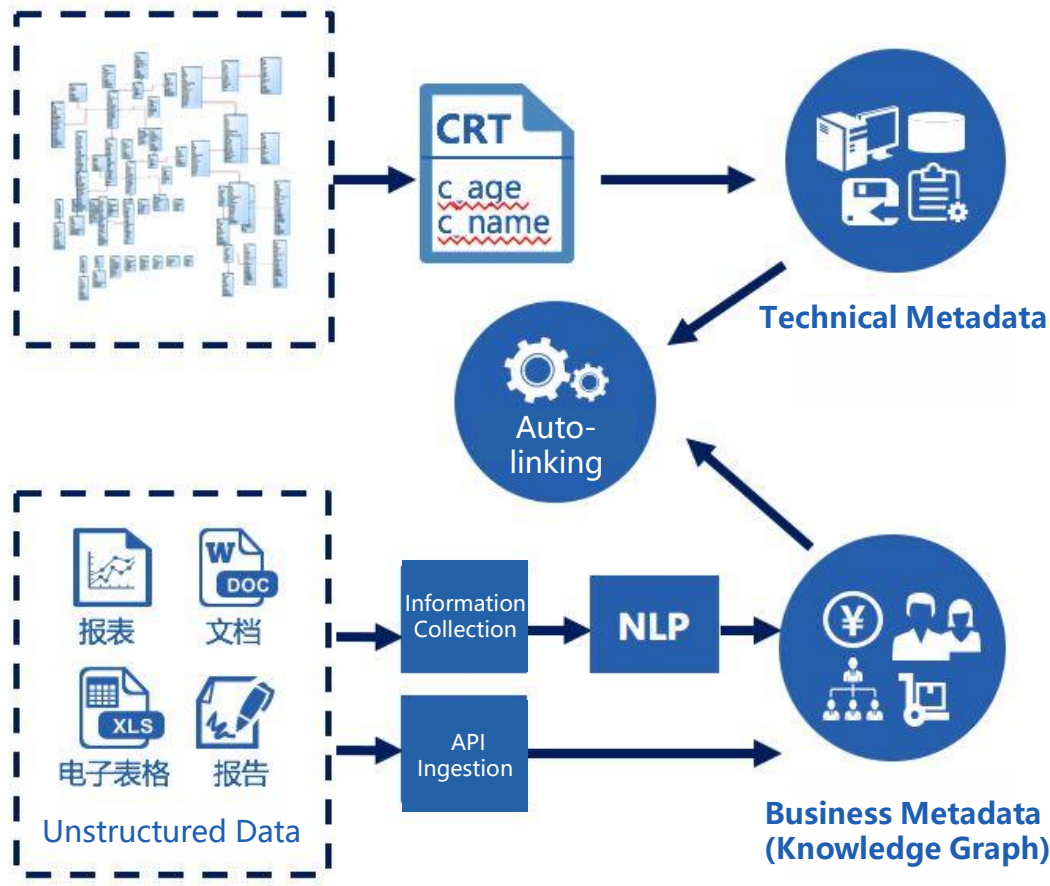 CRT
c_age
c_name
Technical Metadata
Auto-
linking
W
DOC
报表
文档
XLS
电子表格
报告
Unstructured Data
Information
Collection
NLP
API
Ingestion
¥
Business Metadata
(Knowledge Graph)